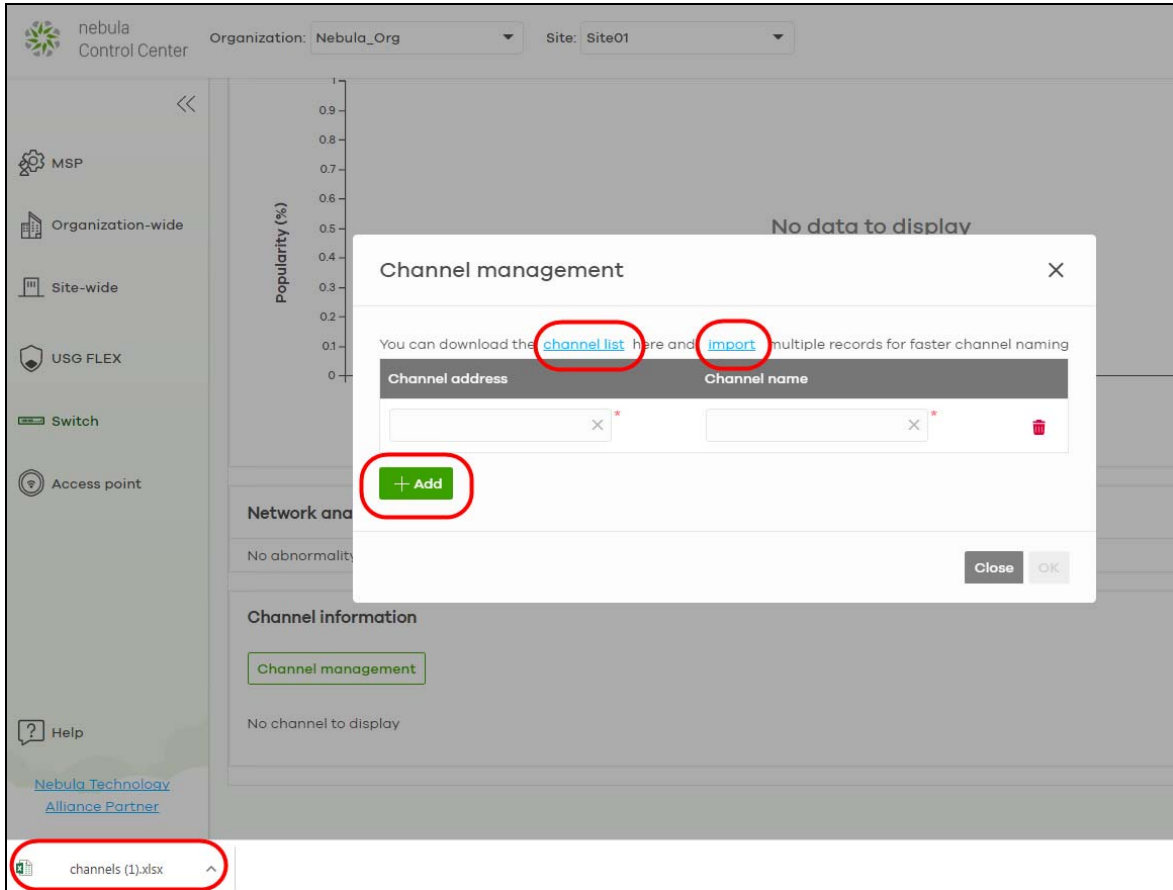 nebula
Control Center
Organization: Nebula_Org Site: Site01
MSP
Organization-wide
Site-wide
USG FLEX
Switch
Access point
Help
Nebula Technology
Alliance Partner
Popularity (%)
1
0.9
0.8
0.7
0.6
0.5
0.4
0.3
0.2
0.1
0
No data to display
Channel management
You can download the channel list here and import multiple records for faster channel naming
Channel address Channel name
* *
+ Add
Close OK
Network ana
No abnormality
Channel information
Channel management
No channel to display
channels (1).xlsx